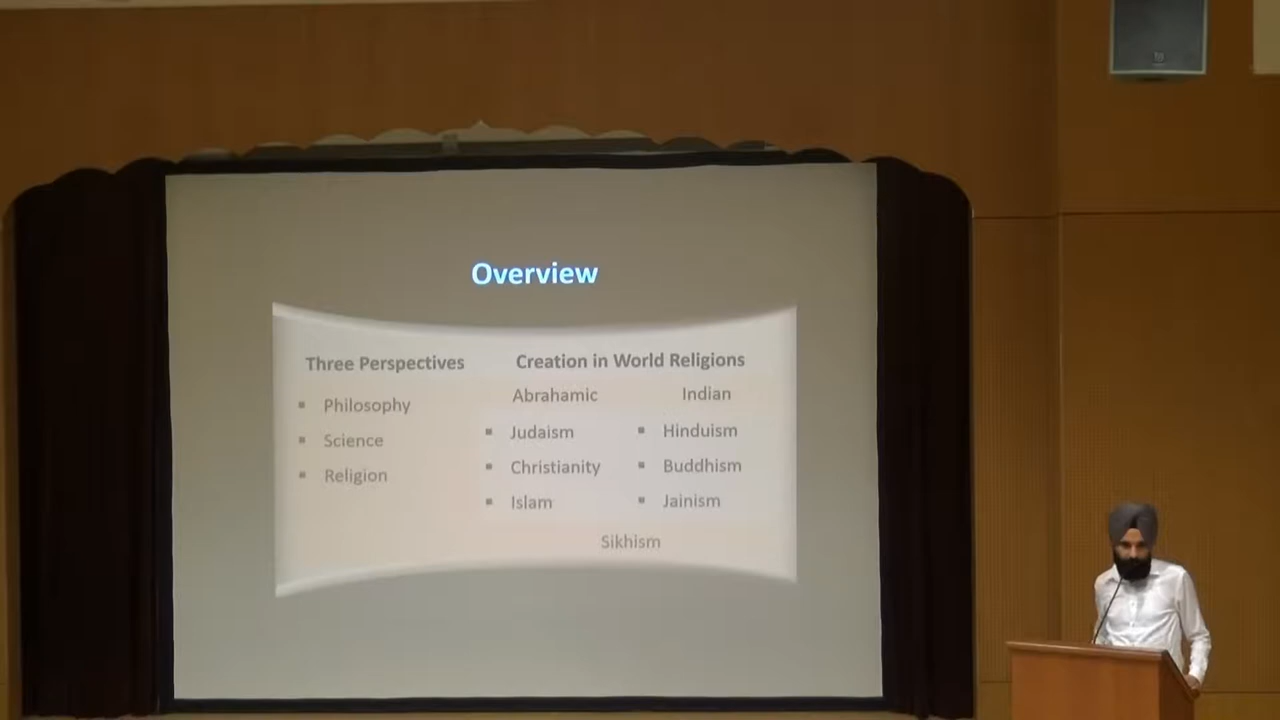 Overview
Three Perspectives
Philosophy
Science
Religion
Creation in World Religions
Abrahamic
Judaism
Christianity
Islam
Indian
Hinduism
Buddhism
Jainism
Sikhism